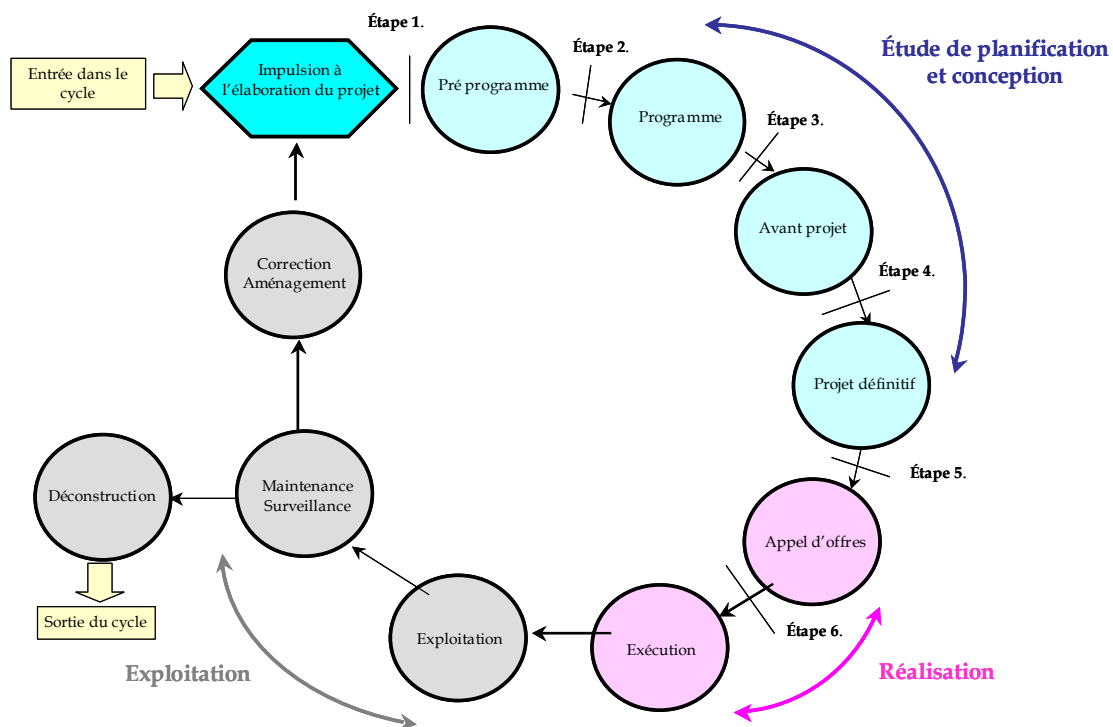 Étape 1.
Entrée dans le
cycle
Impulsion à
l'élaboration du projet
Pré programme
Étape 2.
Étude de planification
et conception
Programme
Étape 3.
Avant projet
Étape 4.
Projet définitif
Étape 5.
Appel d'offres
Étape 6.
Réalisation
Exécution
Exploitation
Exploitation
Maintenance
Surveillance
Déconstruction
Sortie du cycle
Correction
Aménagement